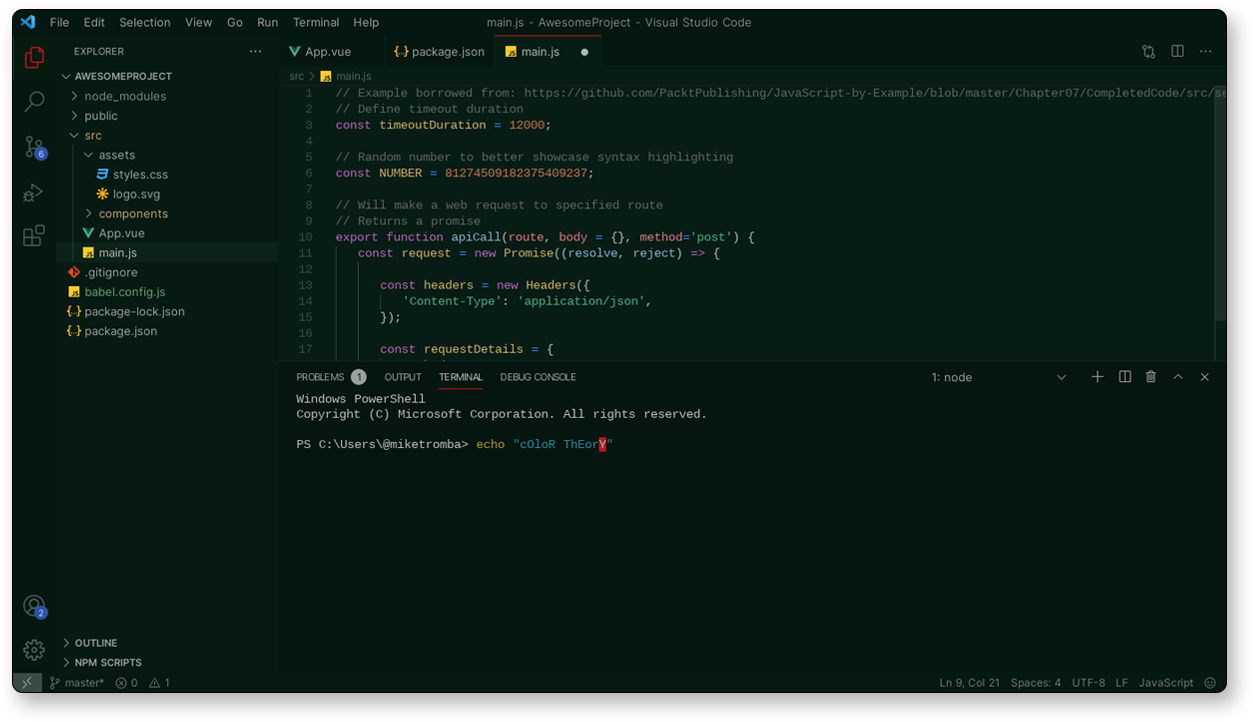 File Edit Selection View Go Run Terminal Help main.js - AwesomeProject - Visual Studio Code
EXPLORER
AWESOMEPROJECT
node_modules
public
src
assets
styles.css
logo.svg
components
App.vue
main.js
.gitignore
babel.config.js
package-lock.json
package.json
OUTLINE
NPM SCRIPTS
6
2
App.vue {..} package.json JS main.js
src > JS main.js
1 // Example borrowed from: https://github.com/PacktPublishing/JavaScript-by-Example/blob/master/Chapter07/CompletedCode/src/se
2 // Define timeout duration
3 const timeoutDuration = 12000;
4
5 // Random number to better showcase syntax highlighting
6 const NUMBER = 81274509182375409237;
7
8 // Will make a web request to specified route
9 // Returns a promise
10 export function apiCall(route, body = {}, method='post') {
11 const request = new Promise((resolve, reject) => {
12
13 const headers = new Headers({
14 'Content-Type': 'application/json',
15 });
16
17 const requestDetails = {
PROBLEMS 1 OUTPUT TERMINAL DEBUG CONSOLE 1: node
Windows PowerShell
Copyright (C) Microsoft Corporation. All rights reserved.
PS C:\Users\@miketromba> echo "cOloR ThEorY"
master* 0 1 Ln 9, Col 21 Spaces: 4 UTF-8 LF JavaScript